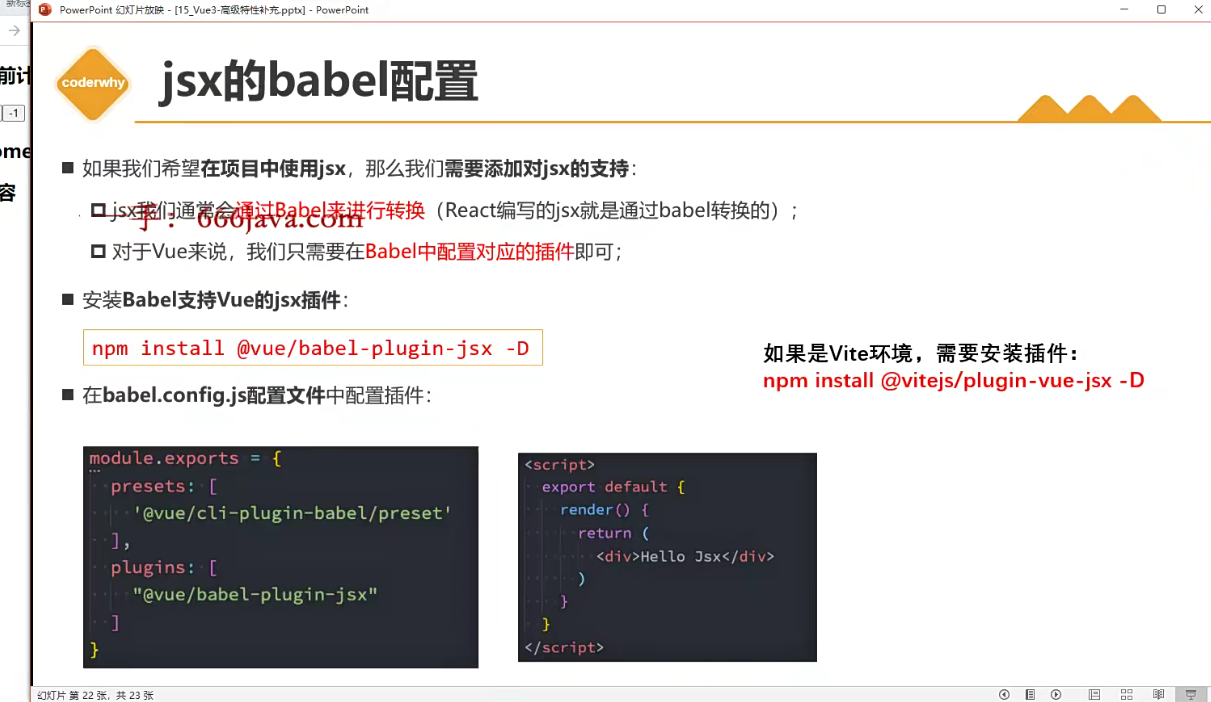 PowerPoint 幻灯片放映 - [15_Vue3-高级特性补充.pptx] - PowerPoint
前计
-1
ome
容
coderwhy
jsx的babel配置
■ 如果我们希望在项目中使用jsx，那么我们需要添加对jsx的支持：
jsx我们通常会通过Babel来进行转换（React编写的jsx就是通过babel转换的）；
手：666java.com
对于Vue来说，我们只需要在Babel中配置对应的插件即可；
■ 安装Babel支持Vue的jsx插件：
npm install @vue/babel-plugin-jsx -D
如果是Vite环境，需要安装插件：
npm install @vitejs/plugin-vue-jsx -D
■ 在babel.config.js配置文件中配置插件：
module.exports = {
presets: [
'@vue/cli-plugin-babel/preset'
],
plugins: [
"@vue/babel-plugin-jsx"
]
}
<script>
export default {
render() {
return (
<div>Hello Jsx</div>
)
}
}
</script>
幻灯片 第 22 张，共 23 张